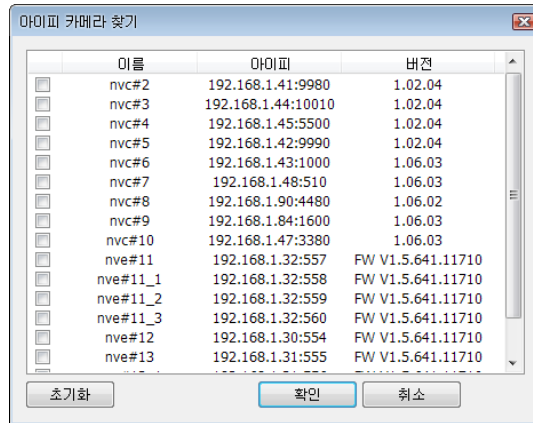 아이피 카메라 찾기
이름 아이피 버전
nvc#2 192.168.1.41:9980 1.02.04
nvc#3 192.168.1.44:10010 1.02.04
nvc#4 192.168.1.45:5500 1.02.04
nvc#5 192.168.1.42:9990 1.02.04
nvc#6 192.168.1.43:1000 1.06.03
nvc#7 192.168.1.48:510 1.06.03
nvc#8 192.168.1.90:4480 1.06.02
nvc#9 192.168.1.84:1600 1.06.03
nvc#10 192.168.1.47:3380 1.06.03
nve#11 192.168.1.32:557 FW V1.5.641.11710
nve#11_1 192.168.1.32:558 FW V1.5.641.11710
nve#11_2 192.168.1.32:559 FW V1.5.641.11710
nve#11_3 192.168.1.32:560 FW V1.5.641.11710
nve#12 192.168.1.30:554 FW V1.5.641.11710
nve#13 192.168.1.31:555 FW V1.5.641.11710
초기화 확인 취소